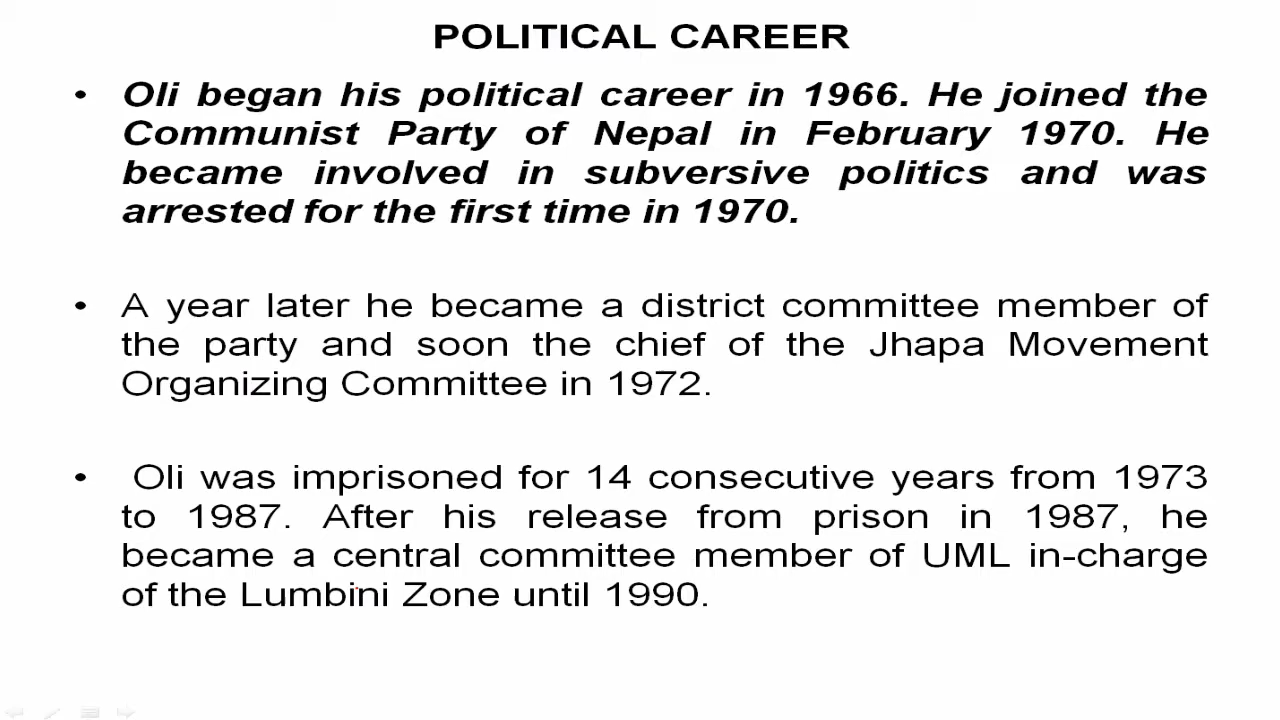 POLITICAL CAREER
• Oli began his political career in 1966. He joined the
Communist Party of Nepal in February 1970. He
became involved in subversive politics and was
arrested for the first time in 1970.
• A year later he became a district committee member of
the party and soon the chief of the Jhapa Movement
Organizing Committee in 1972.
• Oli was imprisoned for 14 consecutive years from 1973
to 1987. After his release from prison in 1987, he
became a central committee member of UML in-charge
of the Lumbini Zone until 1990.